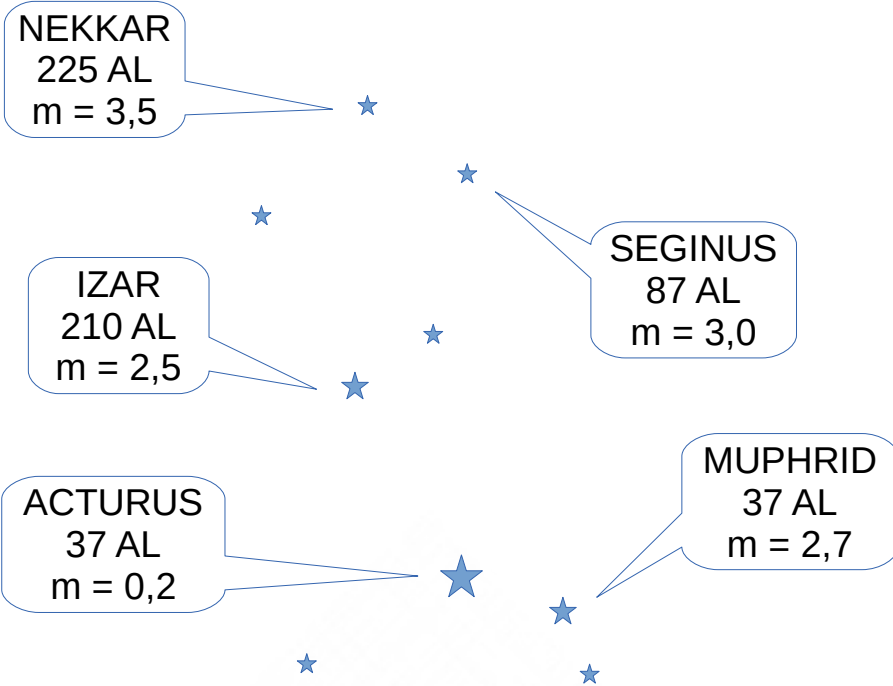 NEKKAR
225 AL
m = 3,5
SEGINUS
87 AL
m = 3,0
IZAR
210 AL
m = 2,5
MUPHRID
37 AL
m = 2,7
ACTURUS
37 AL
m = 0,2